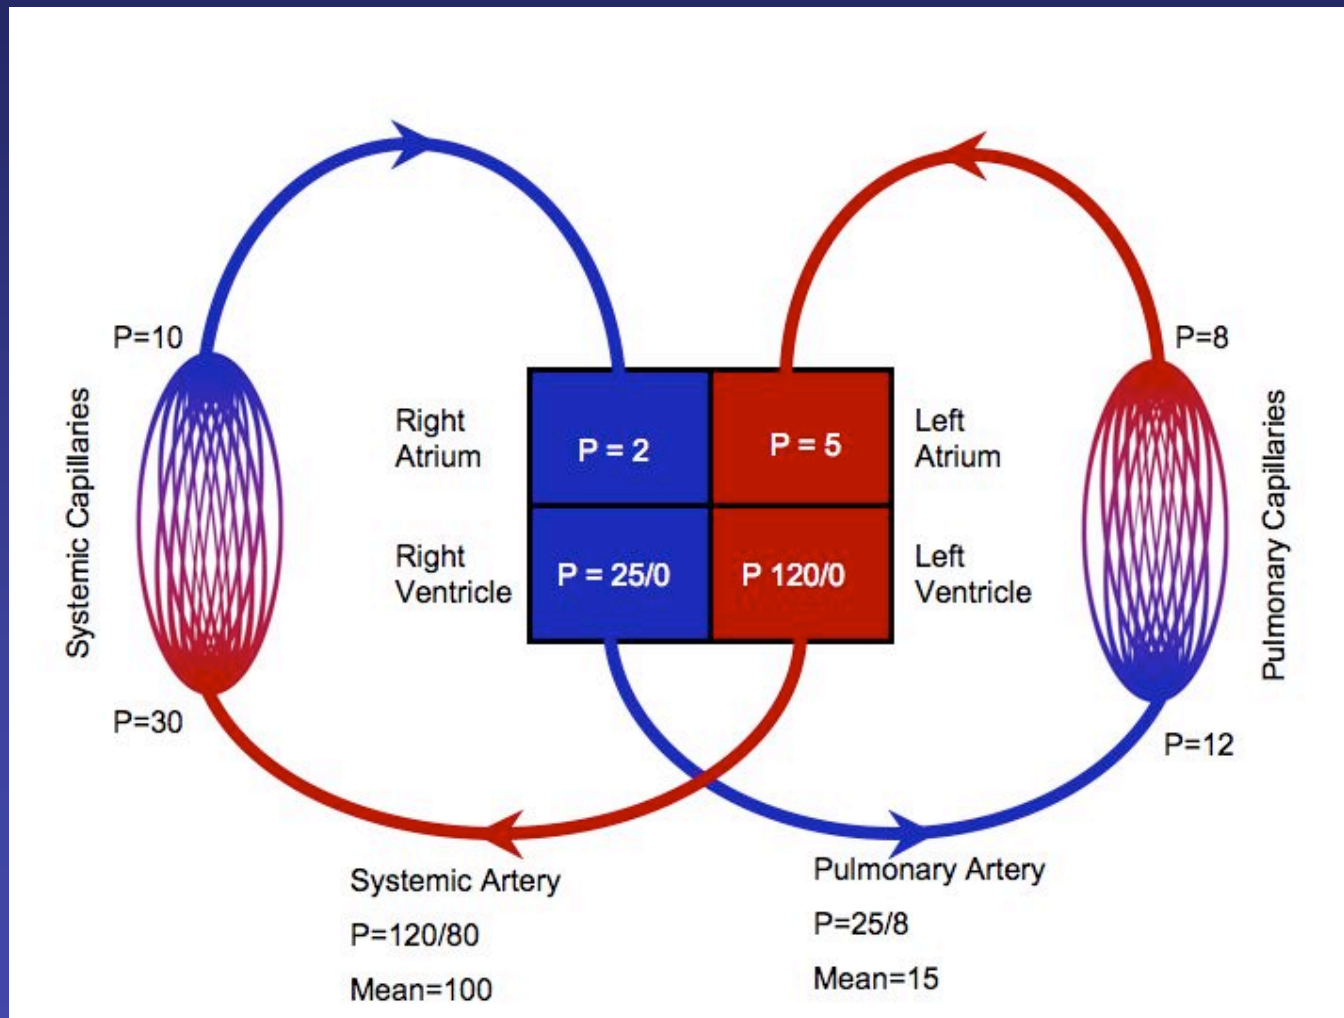 P=10
P=8
Systemic Capillaries
Right
Atrium
P = 2
P = 5
Left
Atrium
Pulmonary Capillaries
Right
Ventricle
P = 25/0
P 120/0
Left
Ventricle
P=30
P=12
Systemic Artery
P=120/80
Mean=100
Pulmonary Artery
P=25/8
Mean=15